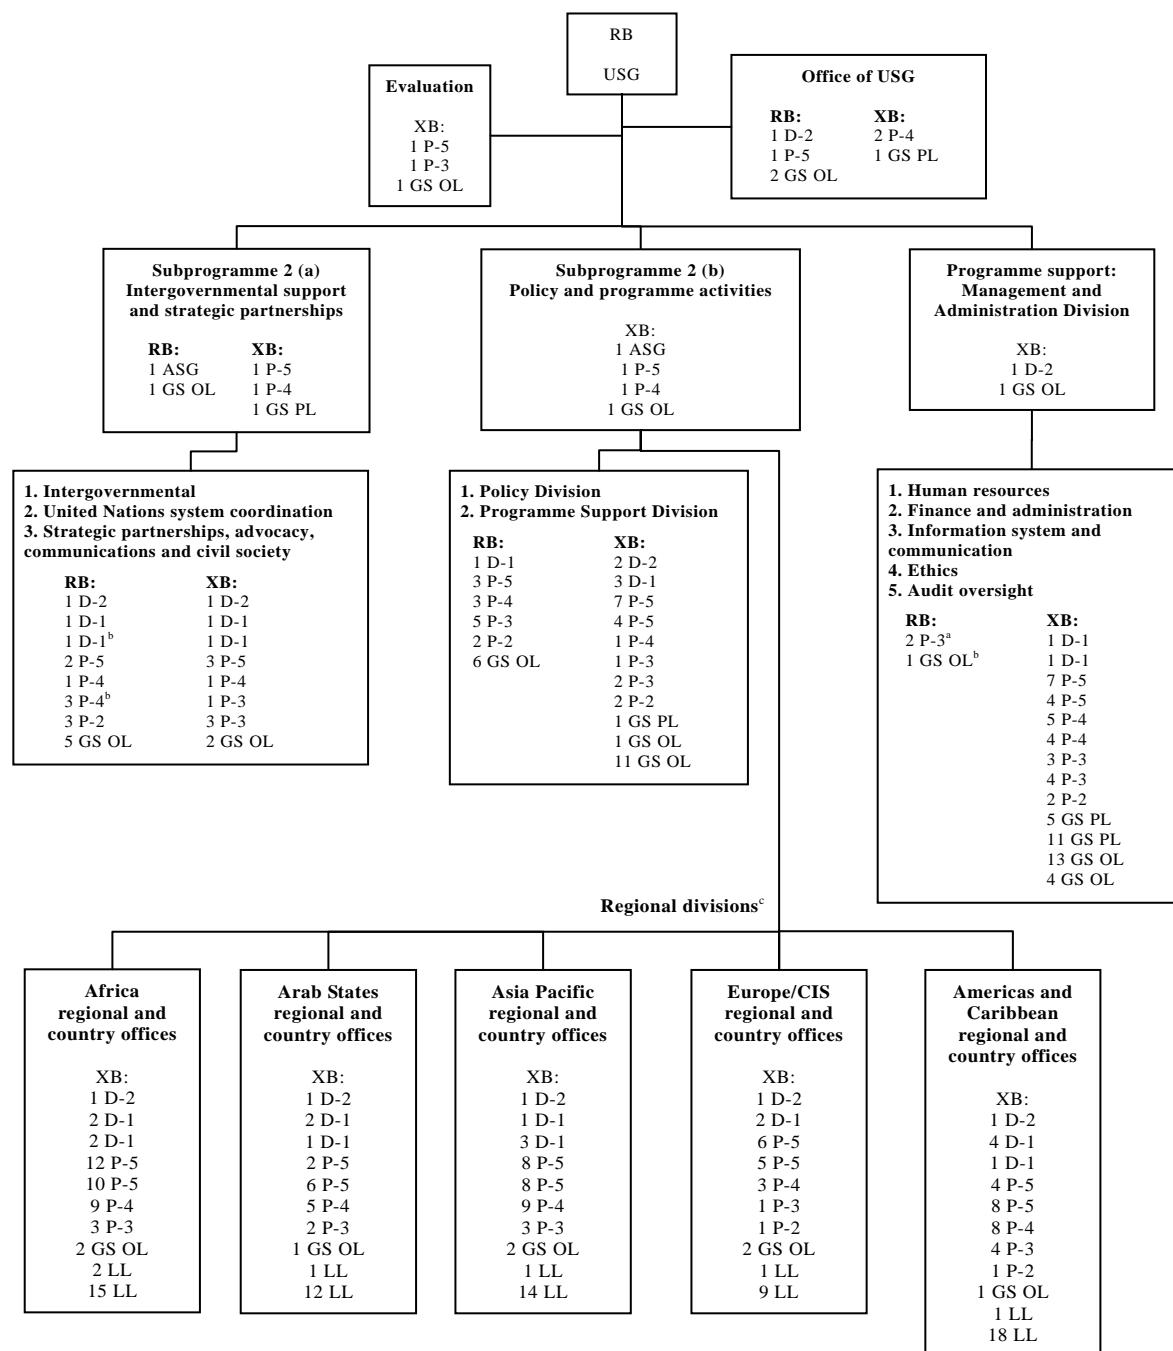 RB
USG
Evaluation
XB:
1 P-5
1 P-3
1 GS OL
Office of USG
RB:
1 D-2
1 P-5
2 GS OL
XB:
2 P-4
1 GS PL
Subprogramme 2 (a)
Intergovernmental support
and strategic partnerships
RB:
1 ASG
1 GS OL
XB:
1 P-5
1 P-4
1 GS PL
Subprogramme 2 (b)
Policy and programme activities
XB:
1 ASG
1 P-5
1 P-4
1 GS OL
Programme support:
Management and
Administration Division
XB:
1 D-2
1 GS OL
1. Intergovernmental
2. United Nations system coordination
3. Strategic partnerships, advocacy,
communications and civil society
RB:
1 D-2
1 D-1
1 D-1b
2 P-5
1 P-4
3 P-4b
3 P-2
5 GS OL
XB:
1 D-2
1 D-1
1 D-1
3 P-5
1 P-4
1 P-3
3 P-3
2 GS OL
1. Policy Division
2. Programme Support Division
RB:
1 D-1
3 P-5
3 P-4
5 P-3
2 P-2
6 GS OL
XB:
2 D-2
3 D-1
7 P-5
4 P-5
1 P-4
1 P-3
2 P-3
2 P-2
1 GS PL
1 GS OL
11 GS OL
1. Human resources
2. Finance and administration
3. Information system and
communication
4. Ethics
5. Audit oversight
RB:
2 P-3a
1 GS OLb
XB:
1 D-1
1 D-1
7 P-5
4 P-5
5 P-4
4 P-4
3 P-3
4 P-3
2 P-2
5 GS PL
11 GS PL
13 GS OL
4 GS OL
Regional divisionsc
Africa
regional and
country offices
XB:
1 D-2
2 D-1
2 D-1
12 P-5
10 P-5
9 P-4
3 P-3
2 GS OL
2 LL
15 LL
Arab States
regional and
country offices
XB:
1 D-2
2 D-1
1 D-1
2 P-5
6 P-5
5 P-4
2 P-3
1 GS OL
1 LL
12 LL
Asia Pacific
regional and
country offices
XB:
1 D-2
1 D-1
3 D-1
8 P-5
8 P-5
9 P-4
3 P-3
2 GS OL
1 LL
14 LL
Europe/CIS
regional and
country offices
XB:
1 D-2
2 D-1
6 P-5
5 P-5
3 P-4
1 P-3
1 P-2
2 GS OL
1 LL
9 LL
Americas and
Caribbean
regional and
country offices
XB:
1 D-2
4 D-1
1 D-1
4 P-5
8 P-5
8 P-4
4 P-3
1 P-2
1 GS OL
1 LL
18 LL